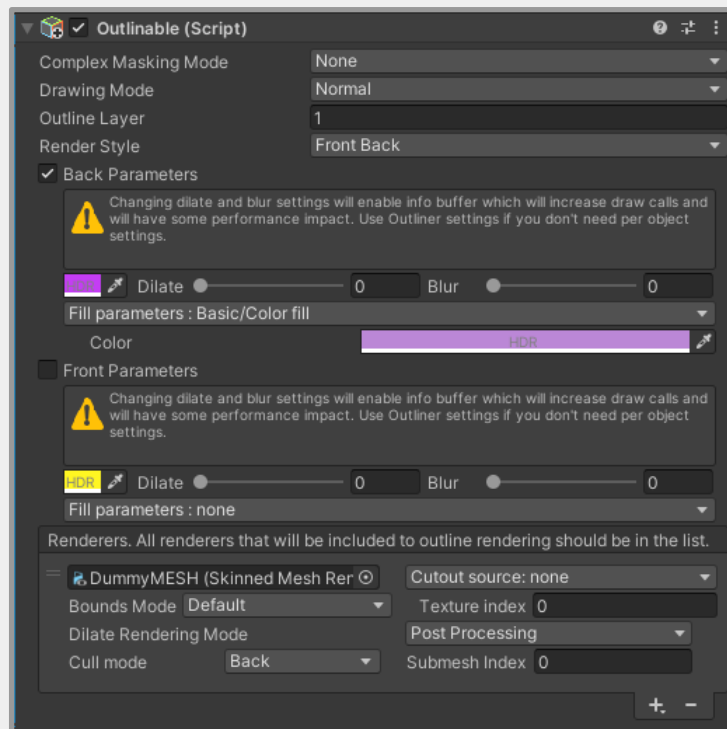 Outlinable (Script)
Complex Masking Mode None
Drawing Mode Normal
Outline Layer 1
Render Style Front Back
Back Parameters
Changing dilate and blur settings will enable info buffer which will increase draw calls and
will have some performance impact. Use Outliner settings if you don't need per object
settings.
HDR Dilate 0 Blur 0
Fill parameters : Basic/Color fill
Color HDR
Front Parameters
Changing dilate and blur settings will enable info buffer which will increase draw calls and
will have some performance impact. Use Outliner settings if you don't need per object
settings.
HDR Dilate 0 Blur 0
Fill parameters : none
Renderers. All renderers that will be included to outline rendering should be in the list.
DummyMESH (Skinned Mesh Rer Cutout source: none
Bounds Mode Default Texture index 0
Dilate Rendering Mode Post Processing
Cull mode Back Submesh Index 0